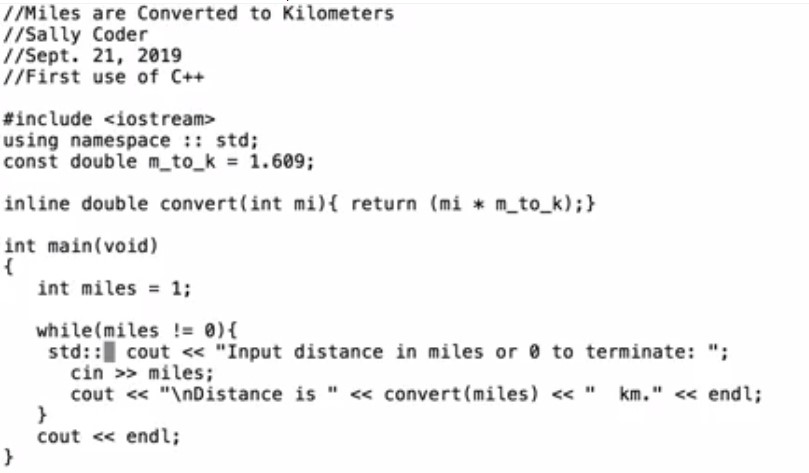 //Miles are Converted to Kilometers
//Sally Coder
//Sept. 21, 2019
//First use of C++
#include <iostream>
using namespace :: std;
const double m_to_k = 1.609;
inline double convert(int mi){ return (mi * m_to_k);}
int main(void)
{
int miles = 1;
while(miles != 0){
std:: cout << "Input distance in miles or 0 to terminate: ";
cin >> miles;
cout << "\nDistance is " << convert(miles) << "  km." << endl;
}
cout << endl;
}